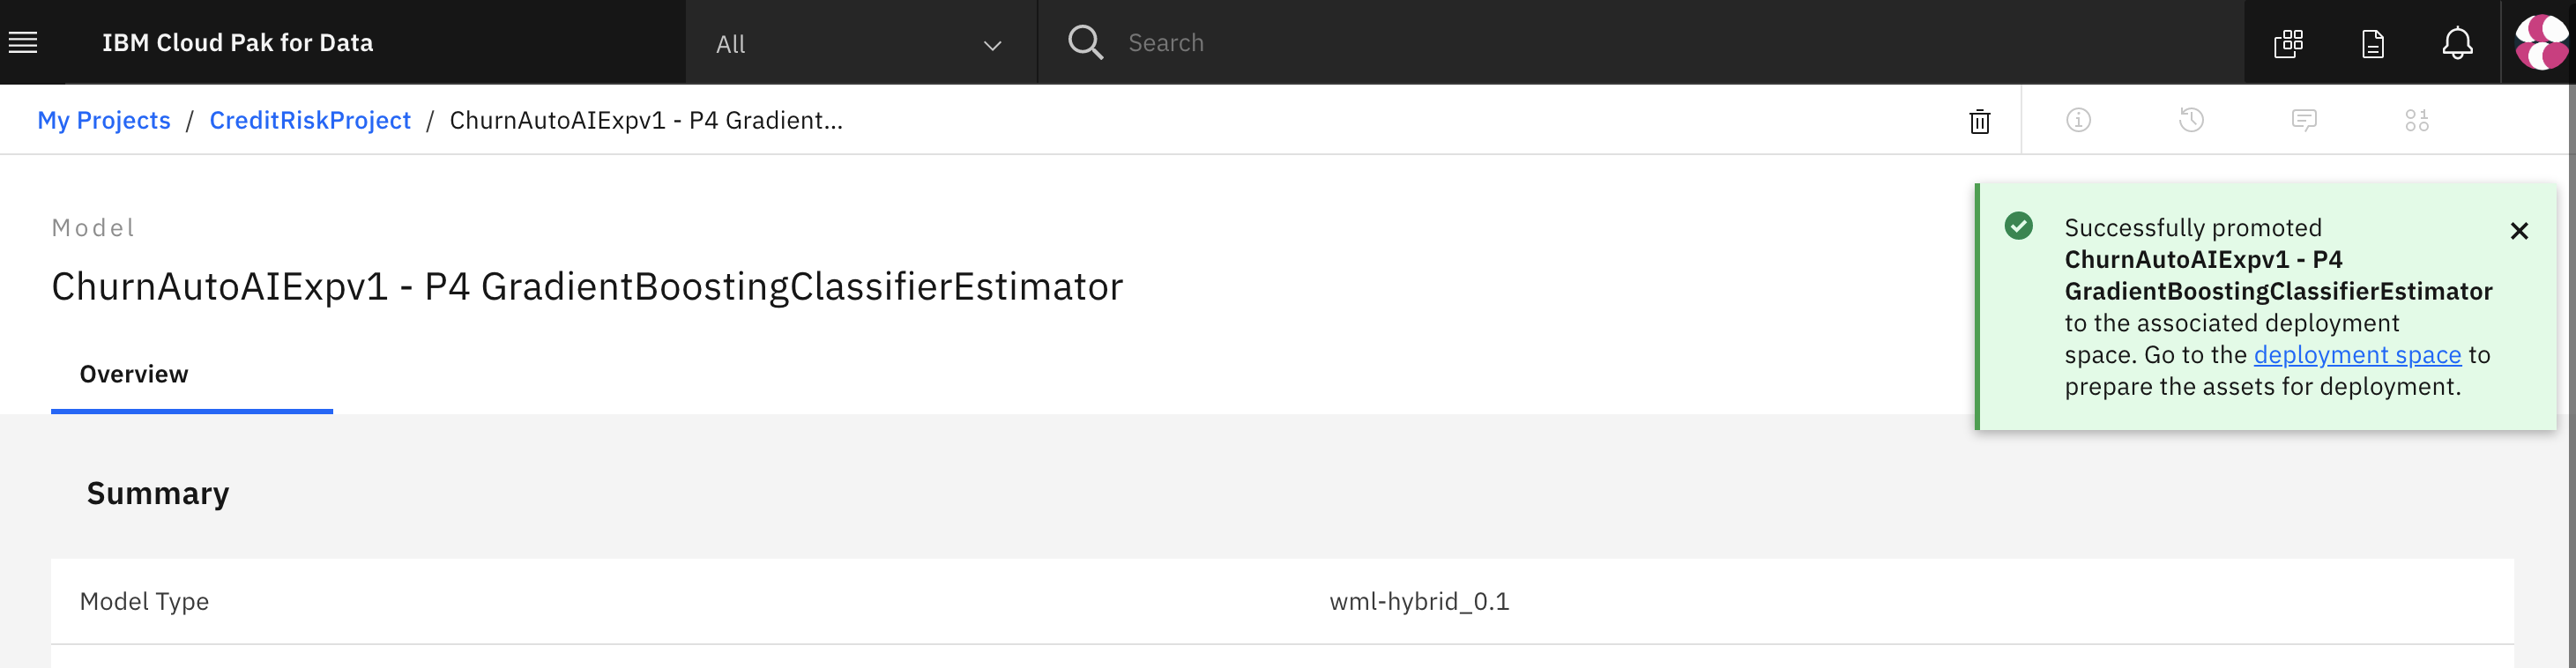 IBM Cloud Pak for Data
All
Search
My Projects / CreditRiskProject / ChurnAutoAIExpv1 - P4 Gradient...
Model
ChurnAutoAIExpv1 - P4 GradientBoostingClassifierEstimator
Successfully promoted
ChurnAutoAIExpv1 - P4
GradientBoostingClassifierEstimator
to the associated deployment
space. Go to the deployment space to
prepare the assets for deployment.
Overview
Summary
Model Type wml-hybrid_0.1